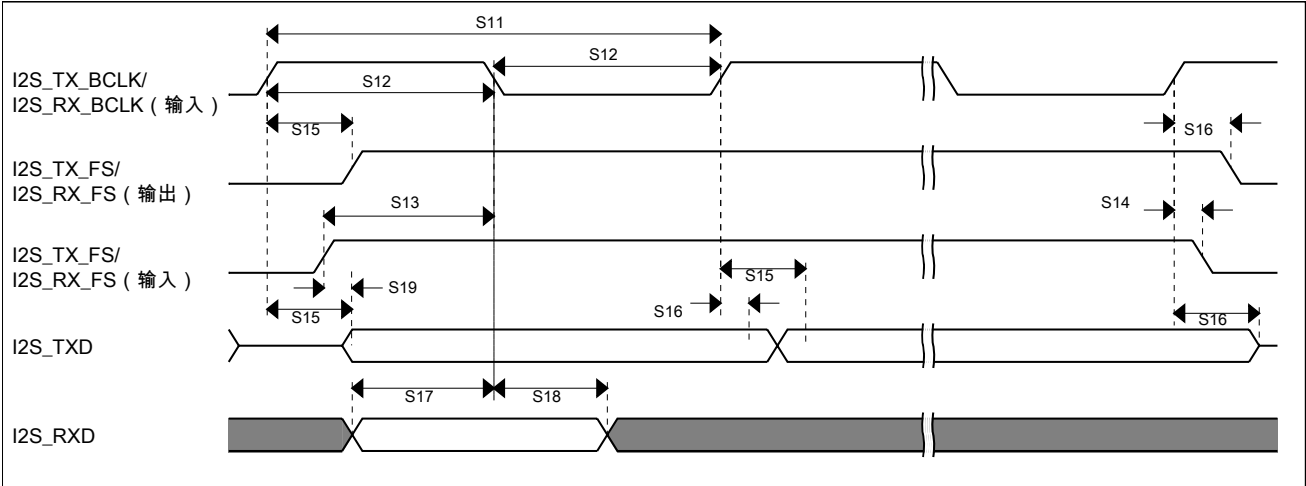 S11
S12
I2S_TX_BCLK/
I2S_RX_BCLK（输入）
S12
S15
S16
I2S_TX_FS/
I2S_RX_FS（输出）
S13
S14
I2S_TX_FS/
I2S_RX_FS（输入）
S15
S19
S16
S15
S16
I2S_TXD
S17
S18
I2S_RXD